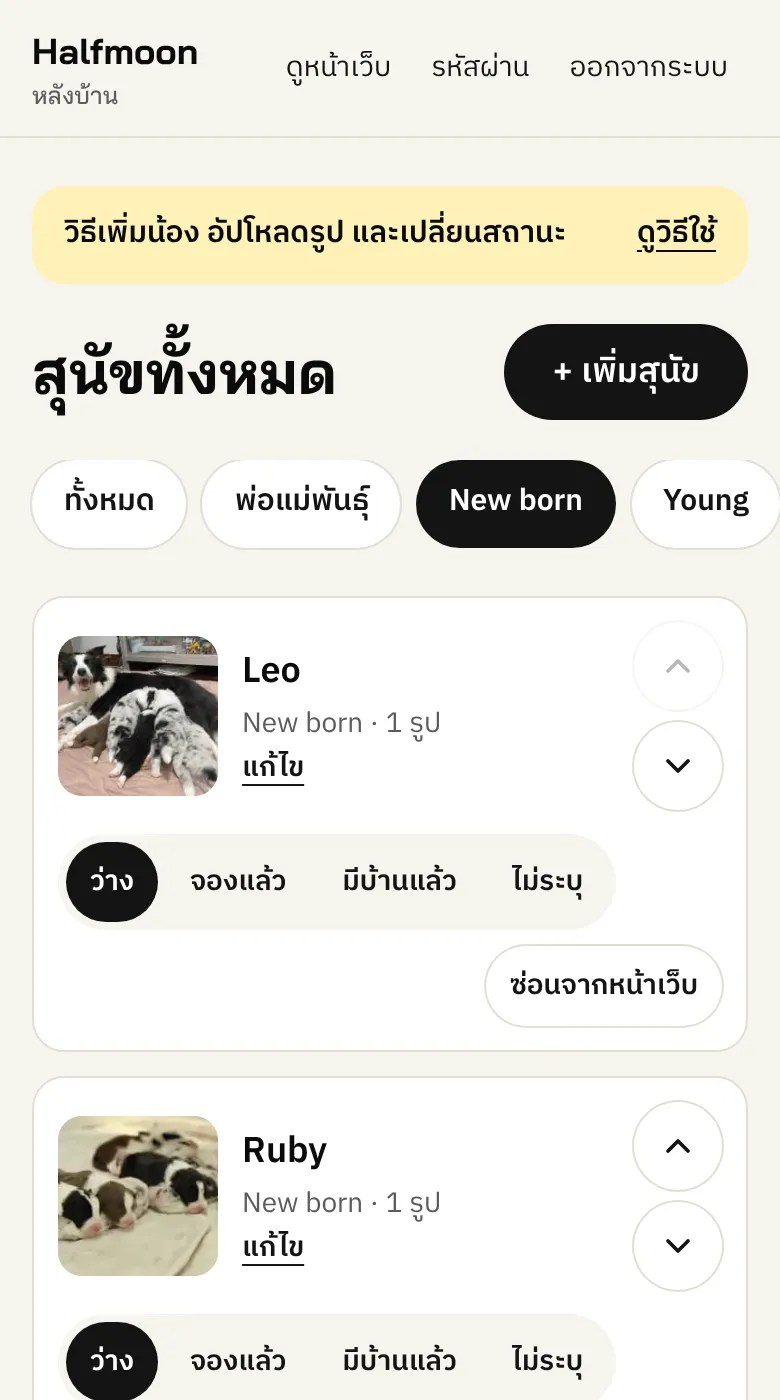 Halfmoon
หลังบ้าน
ดูหน้าเว็บ
รหัสผ่าน
ออกจากระบบ
วิธีเพิ่มน้อง อัปโหลดรูป และเปลี่ยนสถานะ
ดูวิธีใช้
สุนัขทั้งหมด
+ เพิ่มสุนัข
ทั้งหมด
พ่อแม่พันธุ์
New born
Young
Leo
New born · 1 รูป
แก้ไข
ว่าง
จองแล้ว
มีบ้านแล้ว
ไม่ระบุ
ซ่อนจากหน้าเว็บ
Ruby
New born · 1 รูป
แก้ไข
ว่าง
จองแล้ว
มีบ้านแล้ว
ไม่ระบุ